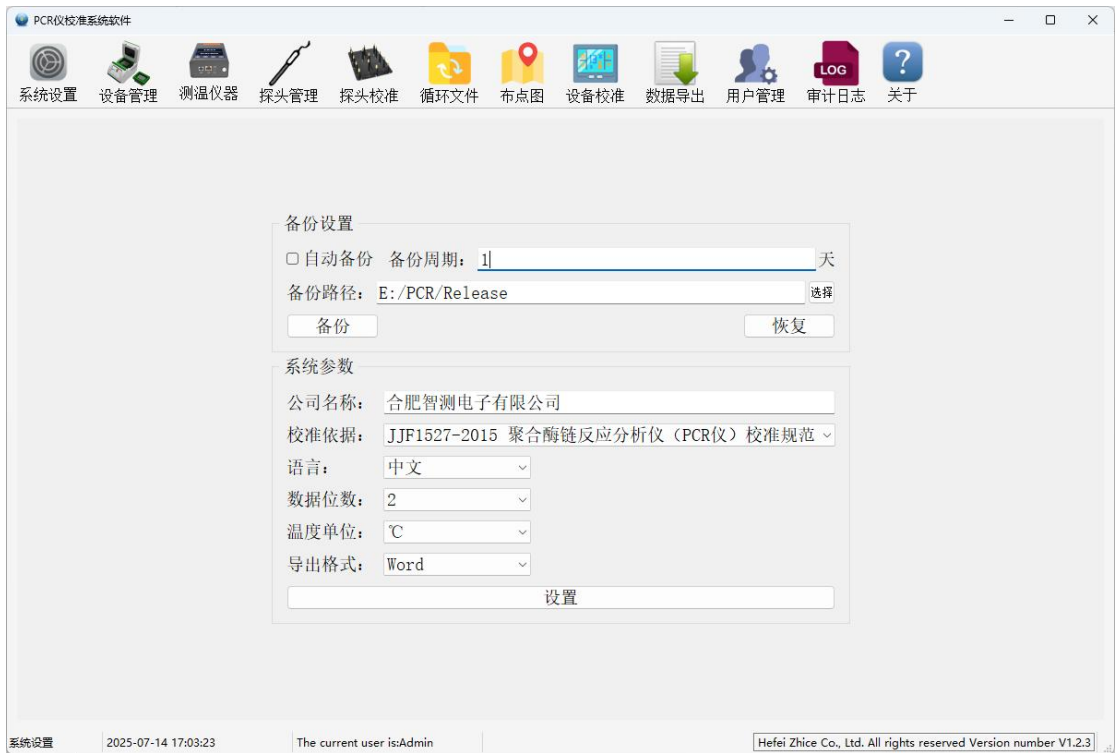 PCR仪校准系统软件
LOG
?
系统设置 设备管理 测温仪器 探头管理 探头校准 循环文件 布点图 设备校准 数据导出 用户管理 审计日志 关于
备份设置
自动备份 备份周期： 1 天
备份路径： E:/PCR/Release 选择
备份 恢复
系统参数
公司名称： 合肥智测电子有限公司
校准依据： JJF1527-2015 聚合酶链反应分析仪（PCR仪）校准规范
语言： 中文
数据位数： 2
温度单位： ℃
导出格式： Word
设置
系统设置 2025-07-14 17:03:23 The current user is:Admin Hefei Zhice Co., Ltd. All rights reserved Version number V1.2.3